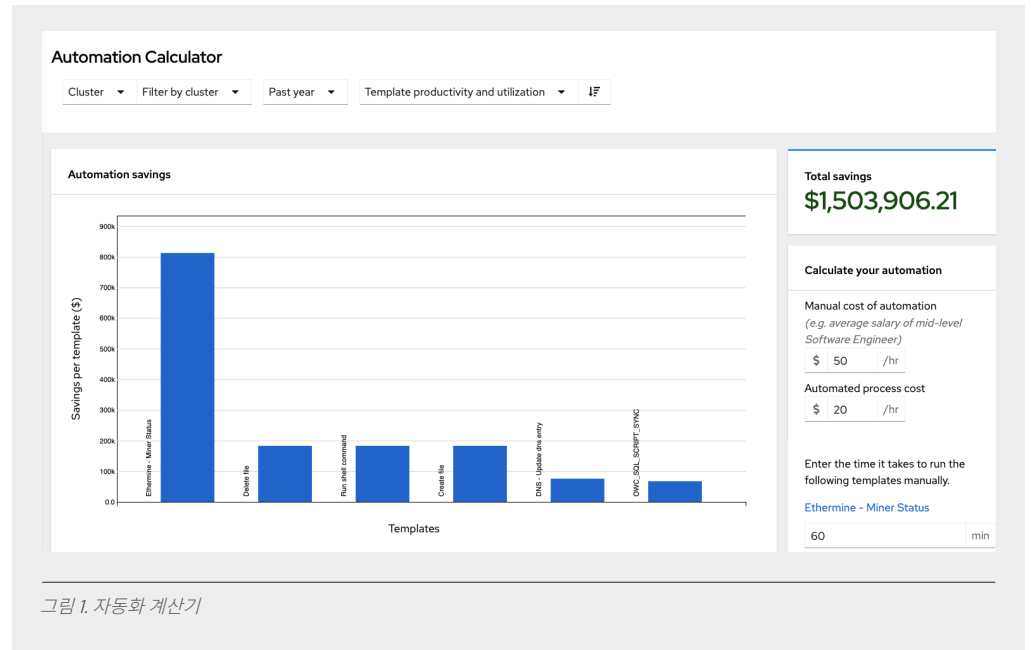 Automation Calculator
Cluster Filter by cluster Past year Template productivity and utilization
Automation savings
900k
800k
700k
600k
500k
400k
300k
200k
100k
0.0
Savings per template ($)
Ethermine - Miner Status
Delete file
Run shell command
Create file
DNS - Update dns entry
OWC_SQL_SCRIPT_SYNC
Templates
Total savings
$1,503,906.21
Calculate your automation
Manual cost of automation
(e.g. average salary of mid-level
Software Engineer)
$ 50 /hr
Automated process cost
$ 20 /hr
Enter the time it takes to run the
following templates manually.
Ethermine - Miner Status
60 min
그림 1. 자동화 계산기